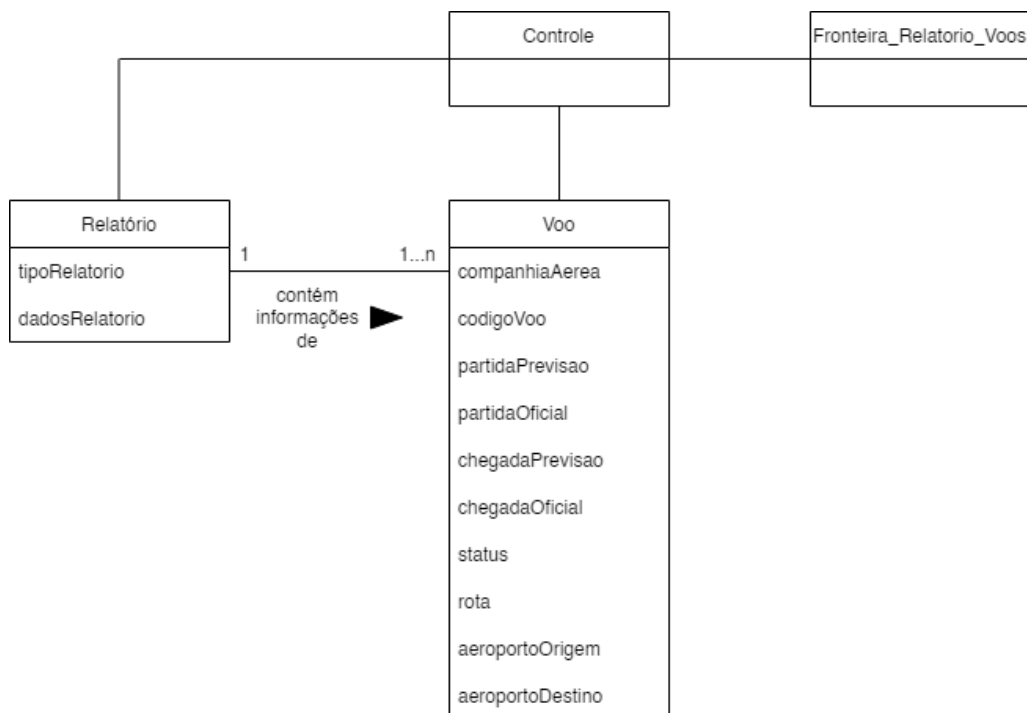 Controle
Fronteira_Relatorio_Voos
Relatório
tipoRelatorio
dadosRelatorio
1
1...n
contém
informações
de
Voo
companhiaAerea
codigoVoo
partidaPrevisao
partidaOficial
chegadaPrevisao
chegadaOficial
status
rota
aeroportoOrigem
aeroportoDestino